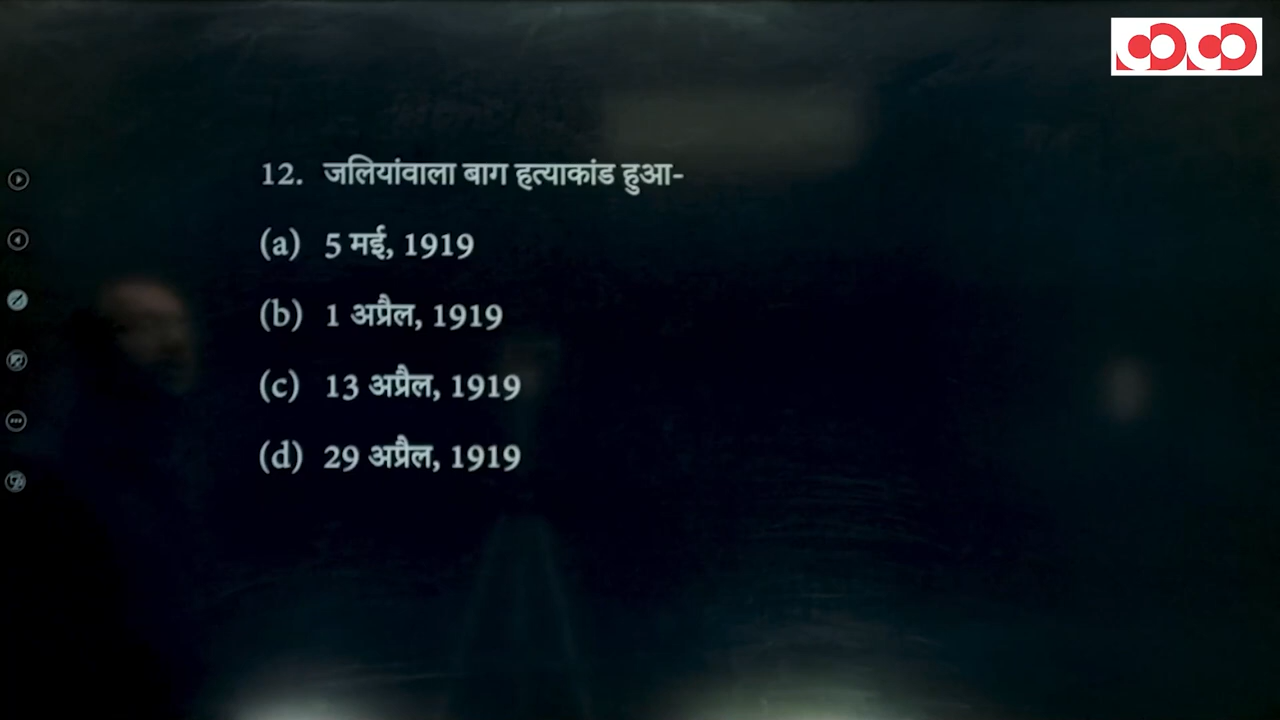 12. जलियांवाला बाग हत्याकांड हुआ-
(a) 5 मई, 1919
(b) 1 अप्रैल, 1919
(c) 13 अप्रैल, 1919
(d) 29 अप्रैल, 1919